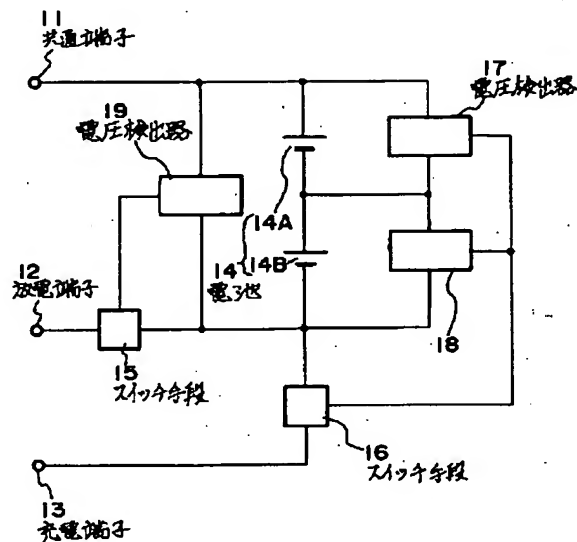 11
共通端子
17
電圧検出器
19
電圧検出器
14A
14 14B
電池
12
放電端子
18
15
スイッチ手段
16
スイッチ手段
13
充電端子